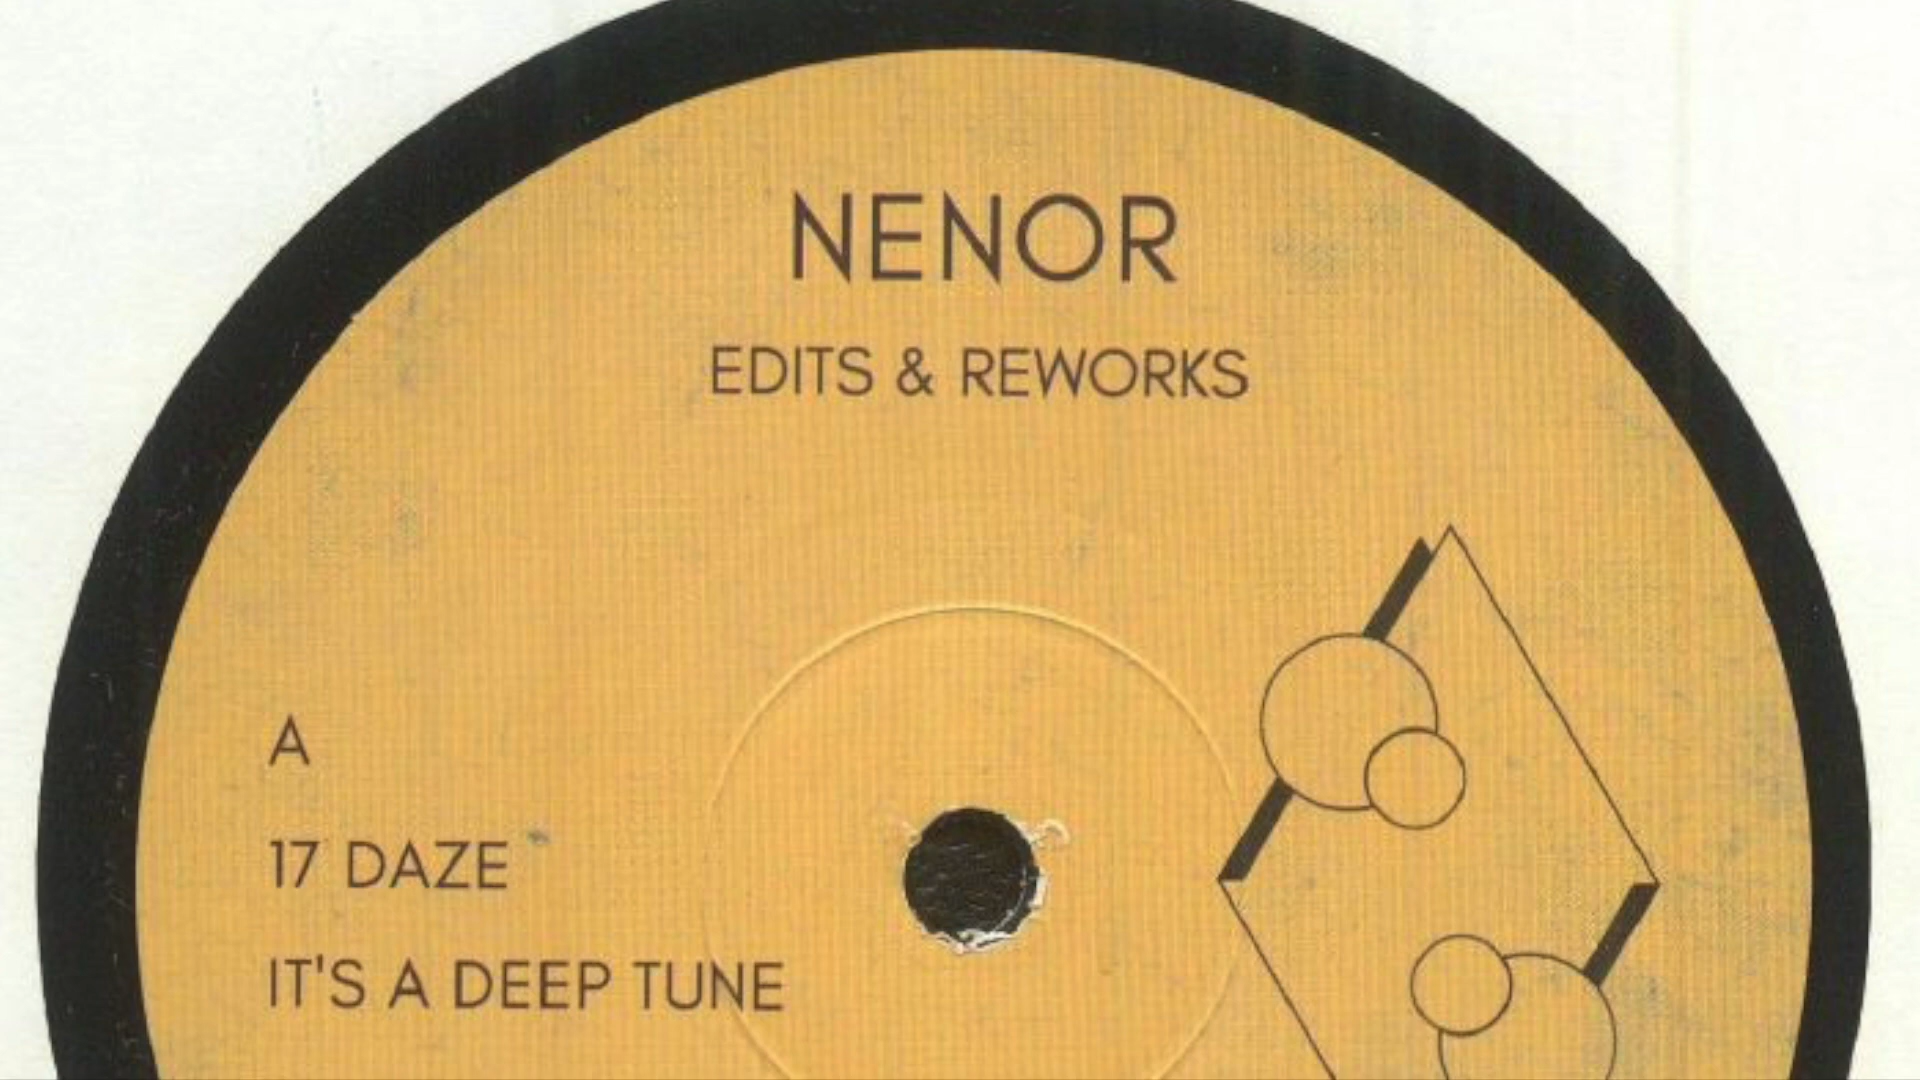 NENOR
EDITS & REWORKS
A
17 DAZE
IT'S A DEEP TUNE